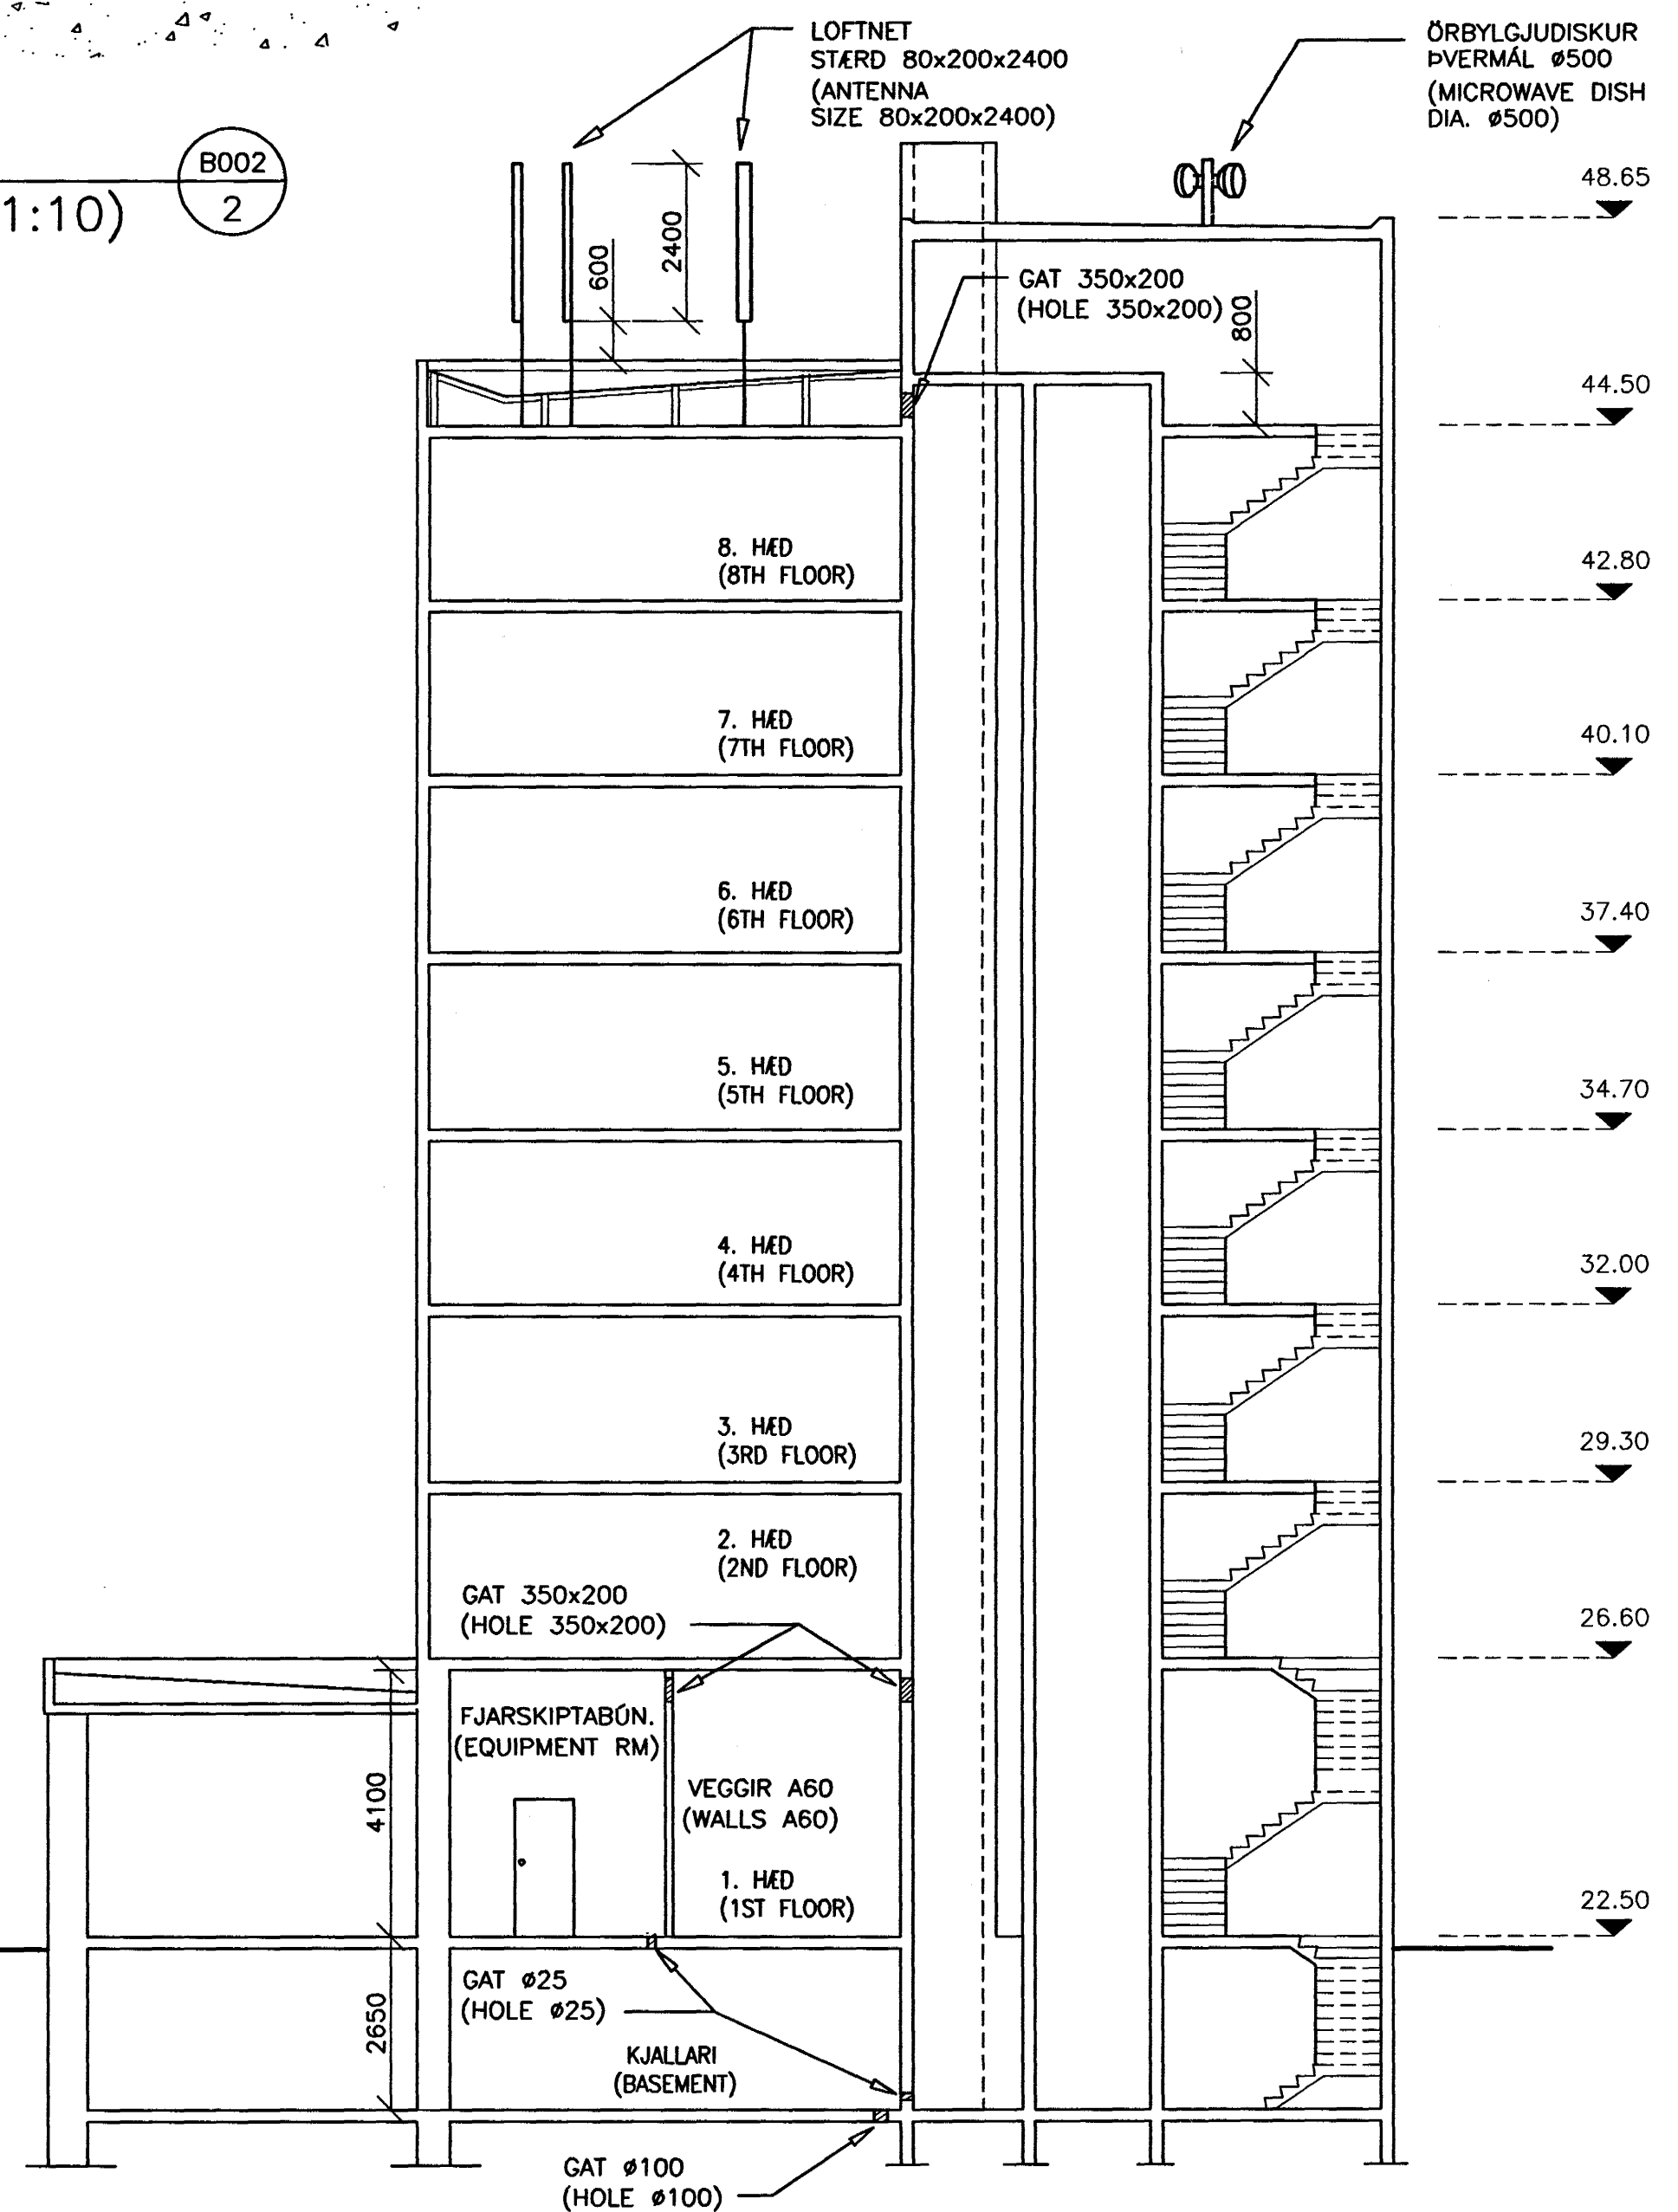 LOFTNET
STÆRÐ 80x200x2400
(ANTENNA
SIZE 80x200x2400)
ÖRBYLGJUDISKUR
ÞVERMÁL ø500
(MICROWAVE DISH
DIA. ø500)
B002
2
1:10)
48.65
2400
600
GAT 350x200
(HOLE 350x200)
800
44.50
8. HÆÐ
(8TH FLOOR)
42.80
7. HÆÐ
(7TH FLOOR)
40.10
6. HÆÐ
(6TH FLOOR)
37.40
5. HÆÐ
(5TH FLOOR)
34.70
4. HÆÐ
(4TH FLOOR)
32.00
3. HÆÐ
(3RD FLOOR)
29.30
2. HÆÐ
(2ND FLOOR)
GAT 350x200
(HOLE 350x200)
26.60
FJARSKIPTABÚN.
(EQUIPMENT RM)
VEGGIR A60
(WALLS A60)
4100
1. HÆÐ
(1ST FLOOR)
22.50
GAT ø25
(HOLE ø25)
2650
KJALLARI
(BASEMENT)
GAT ø100
(HOLE ø100)